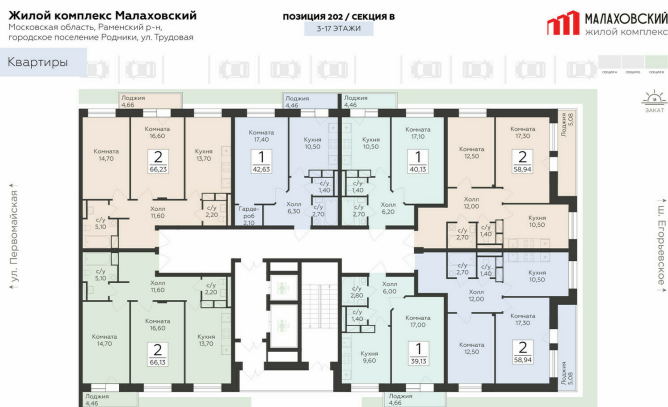 Жилой комплекс Малаховский
Московская область, Раменский р-н,
городское поселение Родники, ул. Трудовая
ПОЗИЦИЯ 202 / СЕКЦИЯ В
3-17 ЭТАЖИ
МАЛАХОВСКИЙ
жилой комплекс
Квартиры
ЗАКАТ
ул. Первомайская
ш. Егорьевское
Лоджия
4,66
Комната
14,70
Комната
16,60
Кухня
13,70
2
66,23
Холл
11,60
с/у
5,10
с/у
2,20
Лоджия
4,46
Комната
17,40
Кухня
10,50
1
42,63
с/у
1,40
с/у
2,70
Холл
6,30
Гарде-
роб
2,10
Лоджия
4,46
Кухня
10,50
Комната
17,10
1
40,13
с/у
1,40
с/у
2,70
Холл
6,20
Комната
12,50
Комната
17,30
Лоджия
5,08
2
58,94
Холл
12,00
с/у
2,70
с/у
1,40
Кухня
10,50
с/у
5,10
Холл
11,60
с/у
2,20
Комната
14,70
Комната
16,60
Кухня
13,70
2
66,13
Лоджия
4,46
Холл
6,00
с/у
2,80
с/у
1,40
Комната
17,00
Кухня
9,60
1
39,13
Лоджия
4,66
с/у
2,70
с/у
1,40
Кухня
10,50
Холл
12,00
Комната
17,30
Комната
12,50
2
58,94
Лоджия
5,08